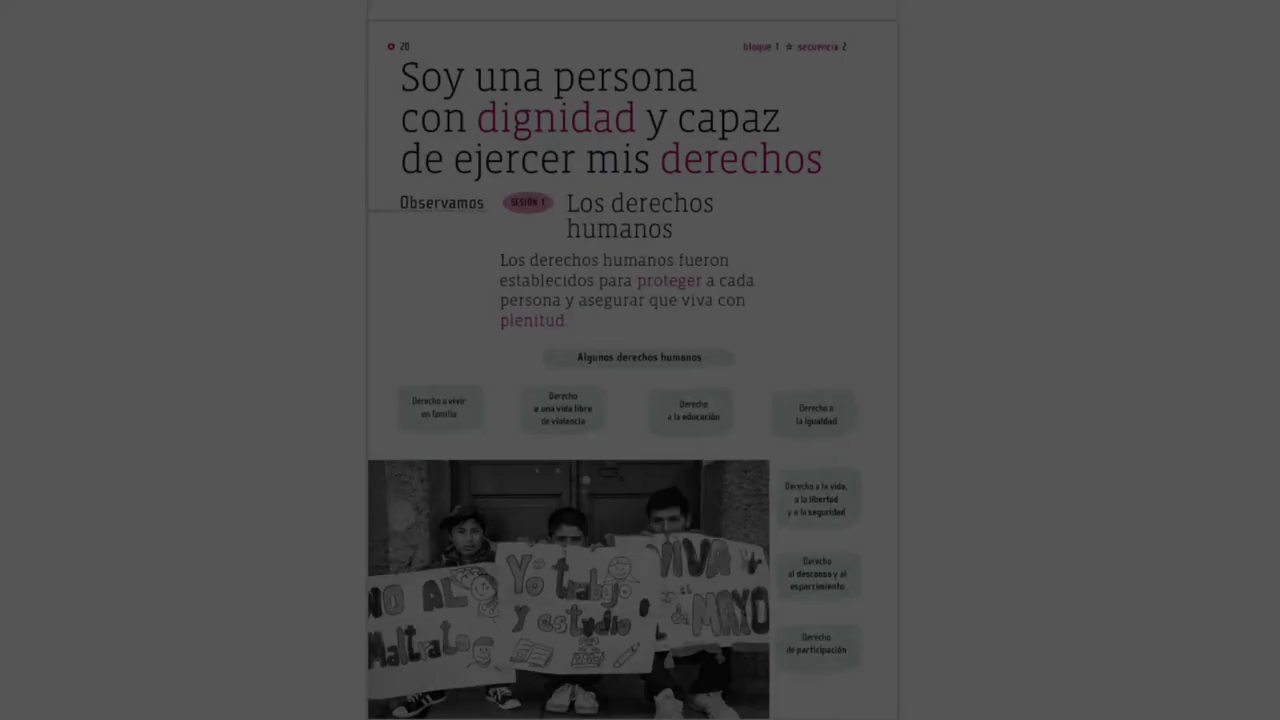 20
bloque 1 ☆ secuencia 2
Soy una persona
con dignidad y capaz
de ejercer mis derechos
Observamos
SESIÓN 1
Los derechos
humanos
Los derechos humanos fueron
establecidos para proteger a cada
persona y asegurar que viva con
plenitud.
Algunos derechos humanos
Derecho a vivir
en familia
Derecho
a una vida libre
de violencia
Derecho
a la educación
Derecho a
la igualdad
Derecho a la vida,
a la libertad
y a la seguridad
Derecho
al descanso y al
esparcimiento
Derecho
de participación
NO AL
Maltrato
Yo trabajo
y estudio
VIVA
EL
de MAYO